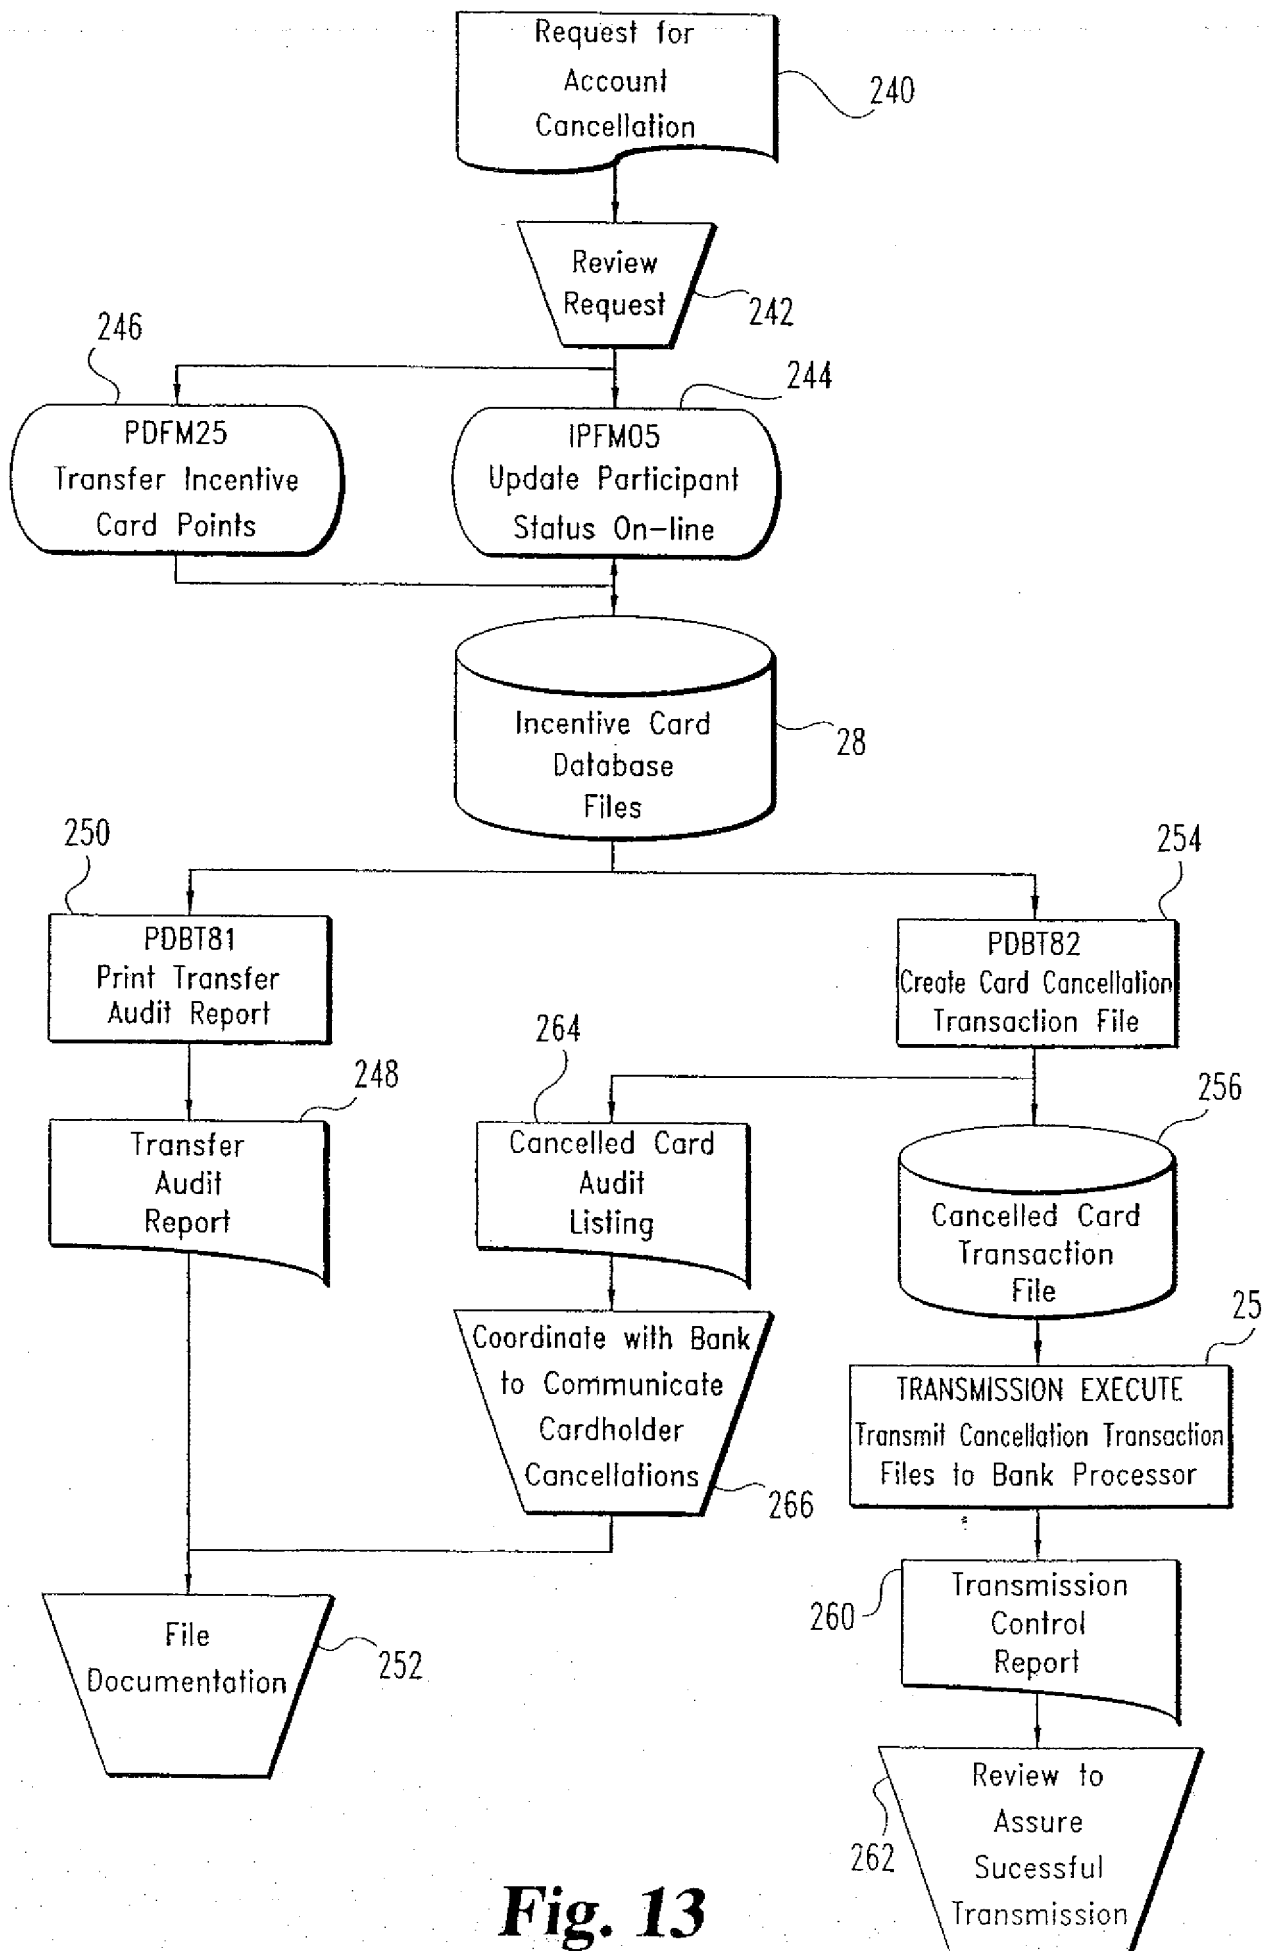 Request for
Account
Cancellation
240
Review
Request
242
246
244
PDFM25
Transfer Incentive
Card Points
IPFM05
Update Participant
Status On-line
Incentive Card
Database
Files
28
250
254
PDBT81
Print Transfer
Audit Report
PDBT82
Create Card Cancellation
Transaction File
264
248
256
Transfer
Audit
Report
Cancelled Card
Audit
Listing
Cancelled Card
Transaction
File
25
Coordinate with Bank
to Communicate
Cardholder
Cancellations
266
TRANSMISSION EXECUTE
Transmit Cancellation Transaction
Files to Bank Processor
260
Transmission
Control
Report
File
Documentation
252
262
Review to
Assure
Sucessful
Transmission
Fig. 13